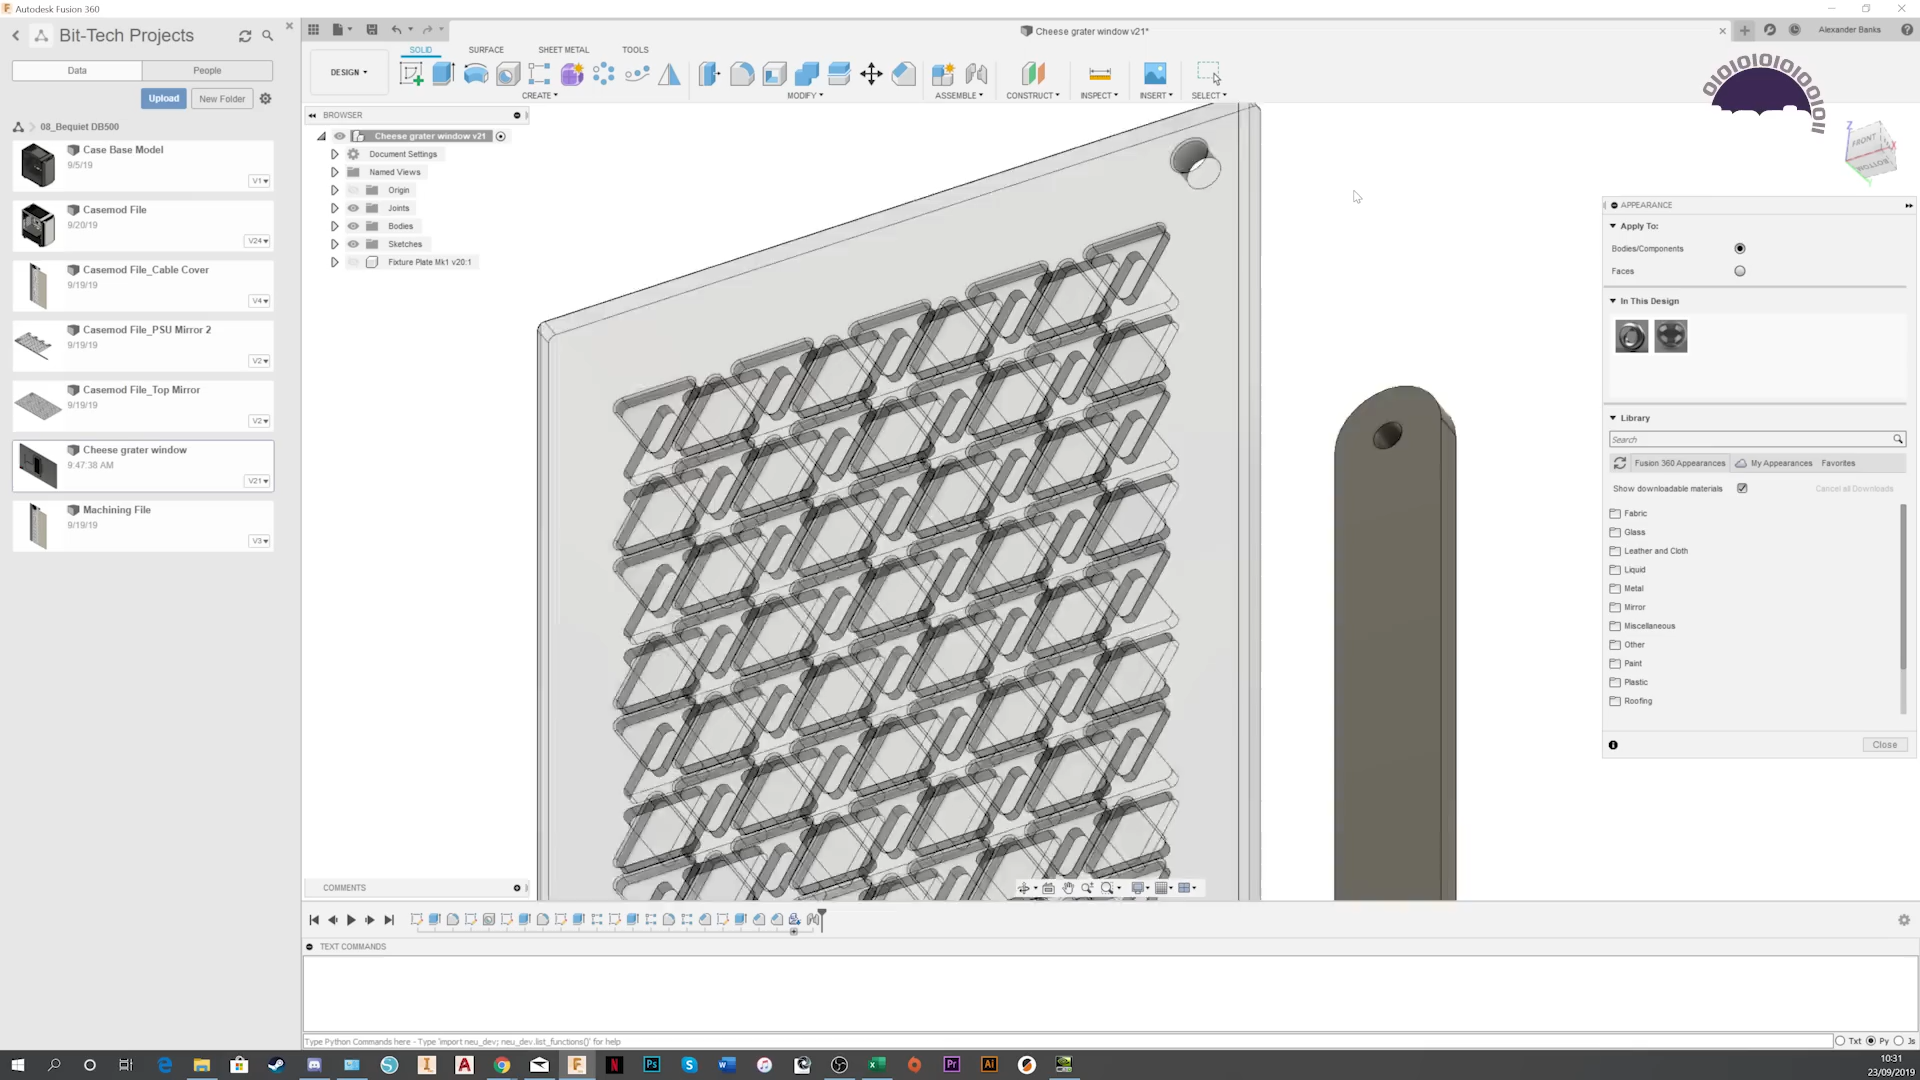 Autodesk Fusion 360
Bit-Tech Projects
Data
People
Upload
New Folder
08_Bequiet DB500
Case Base Model
9/5/19
V1
Casemod File
9/20/19
V24
Casemod File_Cable Cover
9/19/19
V4
Casemod File_PSU Mirror 2
9/19/19
V2
Casemod File_Top Mirror
9/19/19
V2
Cheese grater window
9:47:38 AM
V21
Machining File
9/19/19
V3
Cheese grater window v21*
Alexander Banks
SOLID
SURFACE
SHEET METAL
TOOLS
DESIGN
CREATE
MODIFY
ASSEMBLE
CONSTRUCT
INSPECT
INSERT
SELECT
BROWSER
Cheese grater window v21
Document Settings
Named Views
Origin
Joints
Bodies
Sketches
Fixture Plate Mk1 v20:1
Z
X
FRONT
BOTTOM
APPEARANCE
Apply To:
Bodies/Components
Faces
In This Design
Library
Search
Fusion 360 Appearances
My Appearances
Favorites
Show downloadable materials
Cancel all Downloads
Fabric
Glass
Leather and Cloth
Liquid
Metal
Mirror
Miscellaneous
Other
Paint
Plastic
Roofing
Close
COMMENTS
TEXT COMMANDS
Type Python Commands here - Type 'import neu_dev; neu_dev.list_functions()' for help
Txt
Py
Js
10:31
23/09/2019